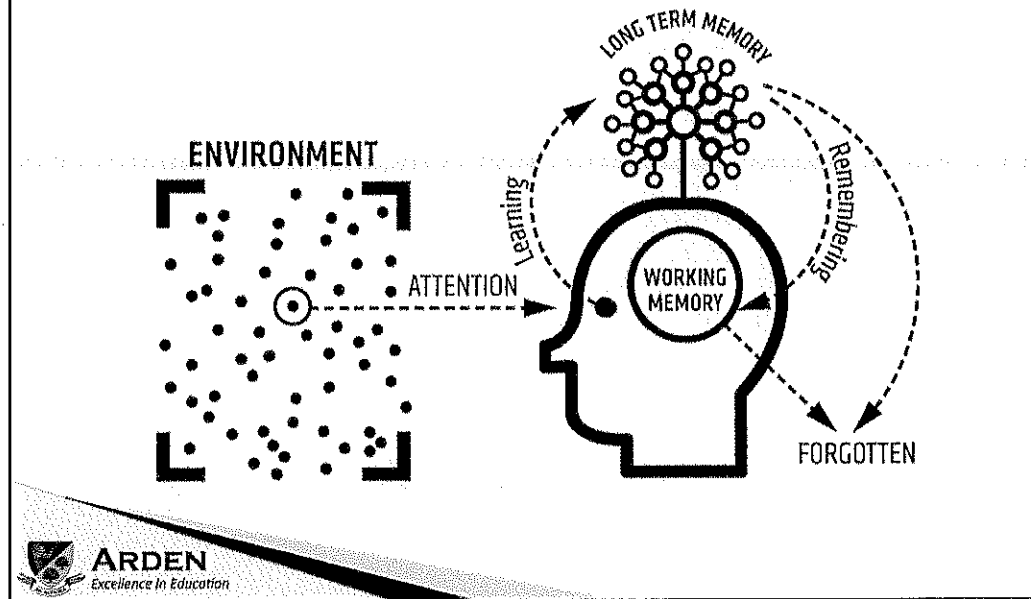 LONG TERM MEMORY
ENVIRONMENT
Learning
Remembering
ATTENTION
WORKING
MEMORY
FORGOTTEN
ARDEN
Excellence In Education